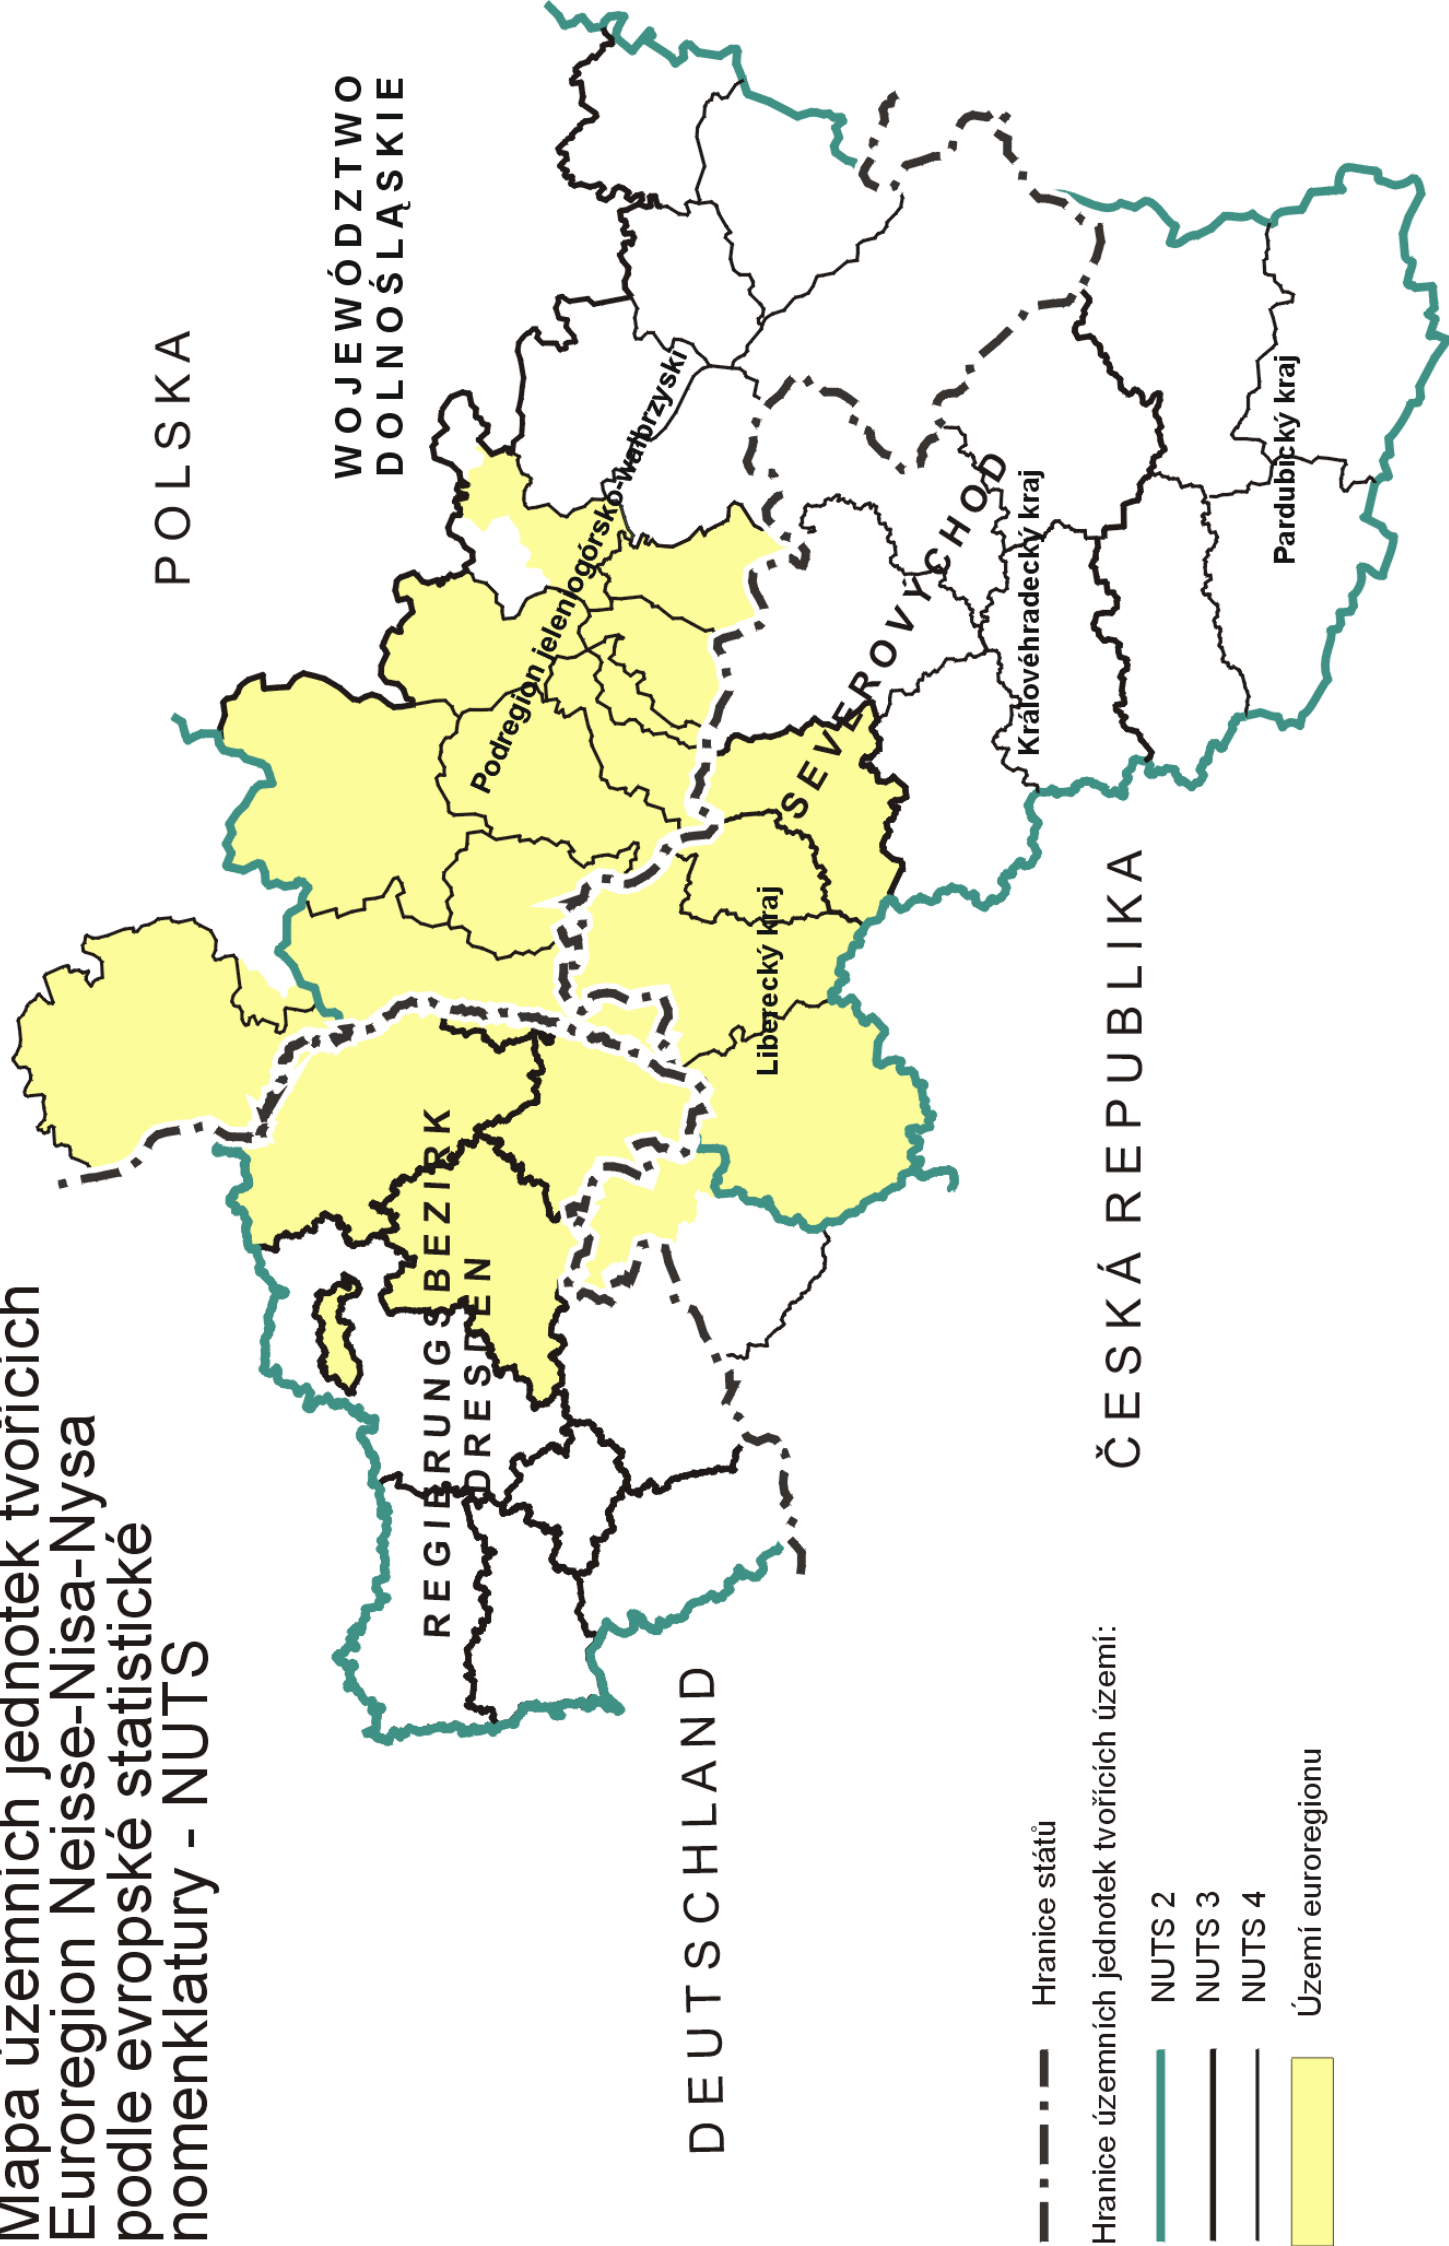 Mapa územních jednotek tvořících
Euroregion Neisse-Nisa-Nysa
podle evropské statistické
nomenklatury - NUTS
POLSKA
WOJEWÓDZTWO
DOLNOŚLĄSKIE
Podregion jeleniogórsko-wałbrzyski
REGIERUNGSBEZIRK
DRESDEN
DEUTSCHLAND
Liberecký kraj
SEVEROVÝCHOD
Královéhradecký kraj
Pardubický kraj
ČESKÁ REPUBLIKA
Hranice států
Hranice územních jednotek tvořících území:
NUTS 2
NUTS 3
NUTS 4
Území euroregionu